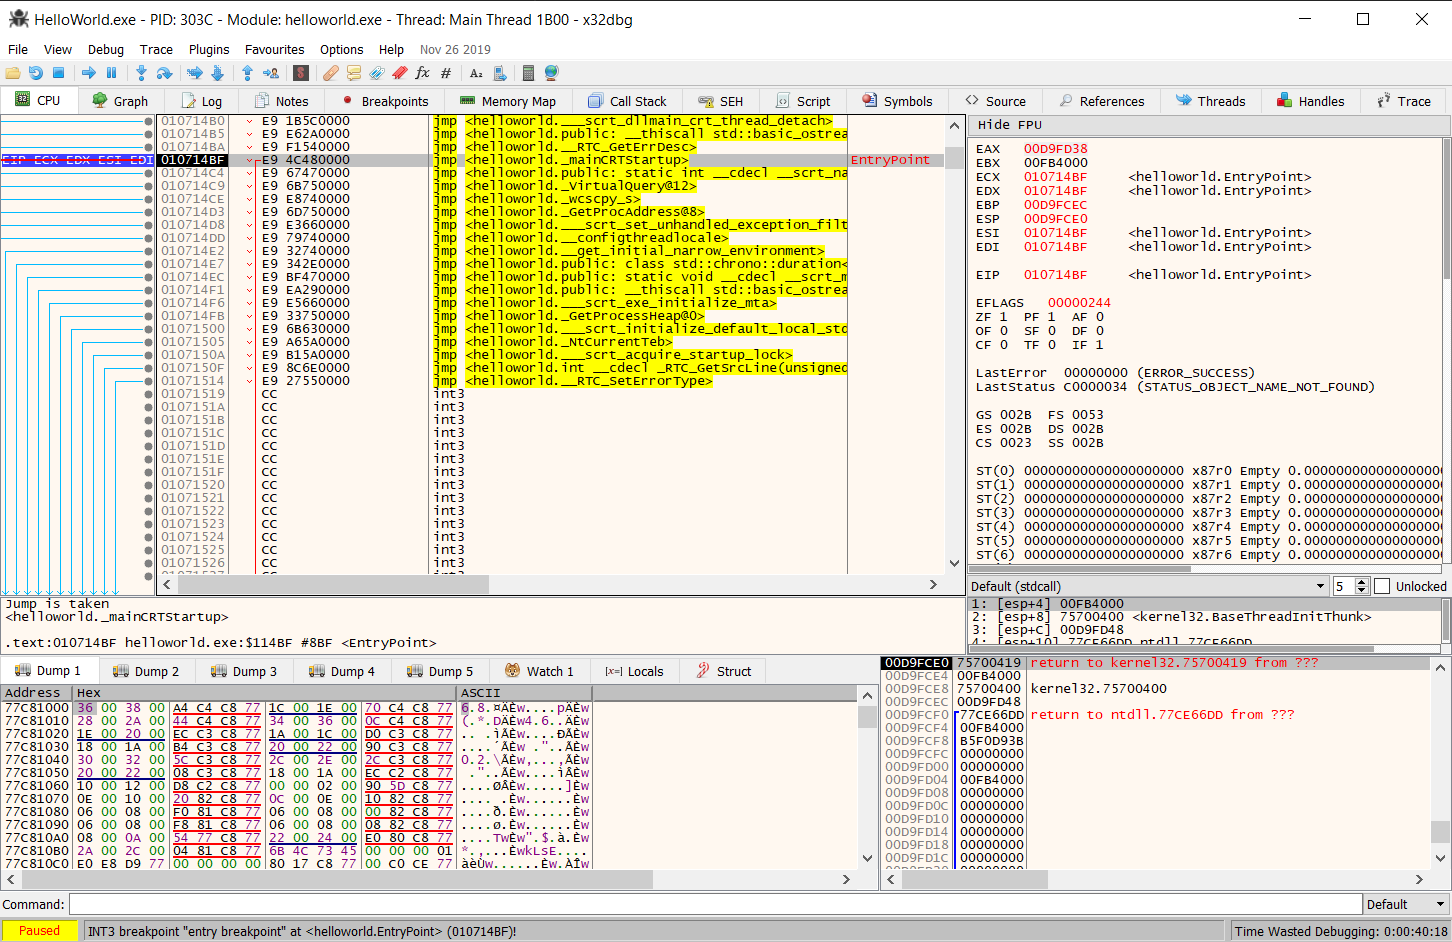 HelloWorld.exe - PID: 303C - Module: helloworld.exe - Thread: Main Thread 1B00 - x32dbg
File View Debug Trace Plugins Favourites Options Help Nov 26 2019
CPU Graph Log Notes Breakpoints Memory Map Call Stack SEH Script Symbols Source References Threads Handles Trace
010714B0 E9 1B5C0000 jmp <helloworld.___scrt_dllmain_crt_thread_detach>
010714B5 E9 E62A0000 jmp <helloworld.public: __thiscall std::basic_ostrea
010714BA E9 F1540000 jmp <helloworld.__RTC_GetErrDesc>
EIP ECX EDX ESI EDI 010714BF E9 4C480000 jmp <helloworld._mainCRTStartup> EntryPoint
010714C4 E9 67470000 jmp <helloworld.public: static int __cdecl __scrt_na
010714C9 E9 6B750000 jmp <helloworld._VirtualQuery@12>
010714CE E9 E8740000 jmp <helloworld._wcscpy_s>
010714D3 E9 6D750000 jmp <helloworld._GetProcAddress@8>
010714D8 E9 E3660000 jmp <helloworld.___scrt_set_unhandled_exception_filt
010714DD E9 79740000 jmp <helloworld.__configthreadlocale>
010714E2 E9 32740000 jmp <helloworld.__get_initial_narrow_environment>
010714E7 E9 342E0000 jmp <helloworld.public: class std::chrono::duration<
010714EC E9 BF470000 jmp <helloworld.public: static void __cdecl __scrt_m
010714F1 E9 EA290000 jmp <helloworld.public: __thiscall std::basic_ostrea
010714F6 E9 E5660000 jmp <helloworld.___scrt_exe_initialize_mta>
010714FB E9 33750000 jmp <helloworld._GetProcessHeap@0>
01071500 E9 6B630000 jmp <helloworld.___scrt_initialize_default_local_std
01071505 E9 A65A0000 jmp <helloworld._NtCurrentTeb>
0107150A E9 B15A0000 jmp <helloworld.___scrt_acquire_startup_lock>
0107150F E9 8C6E0000 jmp <helloworld.int __cdecl _RTC_GetSrcLine(unsigned
01071514 E9 27550000 jmp <helloworld.__RTC_SetErrorType>
01071519 CC int3
0107151A CC int3
0107151B CC int3
0107151C CC int3
0107151D CC int3
0107151E CC int3
0107151F CC int3
01071520 CC int3
01071521 CC int3
01071522 CC int3
01071523 CC int3
01071524 CC int3
01071525 CC int3
01071526 CC int3
01071527 CC int3
Hide FPU
EAX 00D9FD38
EBX 00FB4000
ECX 010714BF <helloworld.EntryPoint>
EDX 010714BF <helloworld.EntryPoint>
EBP 00D9FCEC
ESP 00D9FCE0
ESI 010714BF <helloworld.EntryPoint>
EDI 010714BF <helloworld.EntryPoint>
EIP 010714BF <helloworld.EntryPoint>
EFLAGS 00000244
ZF 1 PF 1 AF 0
OF 0 SF 0 DF 0
CF 0 TF 0 IF 1
LastError 00000000 (ERROR_SUCCESS)
LastStatus C0000034 (STATUS_OBJECT_NAME_NOT_FOUND)
GS 002B FS 0053
ES 002B DS 002B
CS 0023 SS 002B
ST(0) 00000000000000000000 x87r0 Empty 0.0000000000000000000
ST(1) 00000000000000000000 x87r1 Empty 0.0000000000000000000
ST(2) 00000000000000000000 x87r2 Empty 0.0000000000000000000
ST(3) 00000000000000000000 x87r3 Empty 0.0000000000000000000
ST(4) 00000000000000000000 x87r4 Empty 0.0000000000000000000
ST(5) 00000000000000000000 x87r5 Empty 0.0000000000000000000
ST(6) 00000000000000000000 x87r6 Empty 0.0000000000000000000
Default (stdcall) 5 Unlocked
1: [esp+4] 00FB4000
2: [esp+8] 75700400 <kernel32.BaseThreadInitThunk>
3: [esp+C] 00D9FD48
4: [esp+10] 77CE66DD ntdll.77CE66DD
Jump is taken
<helloworld._mainCRTStartup>
.text:010714BF helloworld.exe:$114BF #8BF <EntryPoint>
Dump 1 Dump 2 Dump 3 Dump 4 Dump 5 Watch 1 [x=] Locals Struct
Address Hex ASCII
77C81000 36 00 38 00 A4 C4 C8 77 1C 00 1E 00 70 C4 C8 77 6.8.¤ÄÈw....pÄÈw
77C81010 28 00 2A 00 44 C4 C8 77 34 00 36 00 0C C4 C8 77 (.*.DÄÈw4.6..ÄÈw
77C81020 1E 00 20 00 EC C3 C8 77 1A 00 1C 00 D0 C3 C8 77 .. .ìÃÈw....ÐÃÈw
77C81030 18 00 1A 00 B4 C3 C8 77 20 00 22 00 90 C3 C8 77 ....´ÃÈw ."..ÃÈw
77C81040 30 00 32 00 5C C3 C8 77 2C 00 2E 00 2C C3 C8 77 0.2.\ÃÈw,...,ÃÈw
77C81050 20 00 22 00 08 C3 C8 77 18 00 1A 00 EC C2 C8 77 ."..ÃÈw....ìÂÈw
77C81060 10 00 12 00 D8 C2 C8 77 00 00 02 00 90 5D C8 77 ....ØÂÈw.....]Èw
77C81070 0E 00 10 00 20 82 C8 77 0C 00 0E 00 10 82 C8 77 .... .Èw......Èw
77C81080 06 00 08 00 F0 81 C8 77 06 00 08 00 00 82 C8 77 ....ð.Èw......Èw
77C81090 06 00 08 00 F8 81 C8 77 06 00 08 00 08 82 C8 77 ....ø.Èw......Èw
77C810A0 08 00 0A 00 54 77 C8 77 22 00 24 00 E0 80 C8 77 ....TwÈw".$.à.Èw
77C810B0 2A 00 2C 00 04 81 C8 77 6B 4C 73 45 00 00 00 01 *.,...ÈwkLsE....
77C810C0 E0 E8 D9 77 00 00 00 00 80 17 C8 77 00 C0 CE 77 àèÙw......Èw.ÀÎw
00D9FCE0 75700419 return to kernel32.75700419 from ???
00D9FCE4 00FB4000
00D9FCE8 75700400 kernel32.75700400
00D9FCEC 00D9FD48
00D9FCF0 77CE66DD return to ntdll.77CE66DD from ???
00D9FCF4 00FB4000
00D9FCF8 B5F0D93B
00D9FCFC 00000000
00D9FD00 00000000
00D9FD04 00FB4000
00D9FD08 00000000
00D9FD0C 00000000
00D9FD10 00000000
00D9FD14 00000000
00D9FD18 00000000
00D9FD1C 00000000
00D9FD20 00000000
Command: Default
Paused INT3 breakpoint "entry breakpoint" at <helloworld.EntryPoint> (010714BF)! Time Wasted Debugging: 0:00:40:18